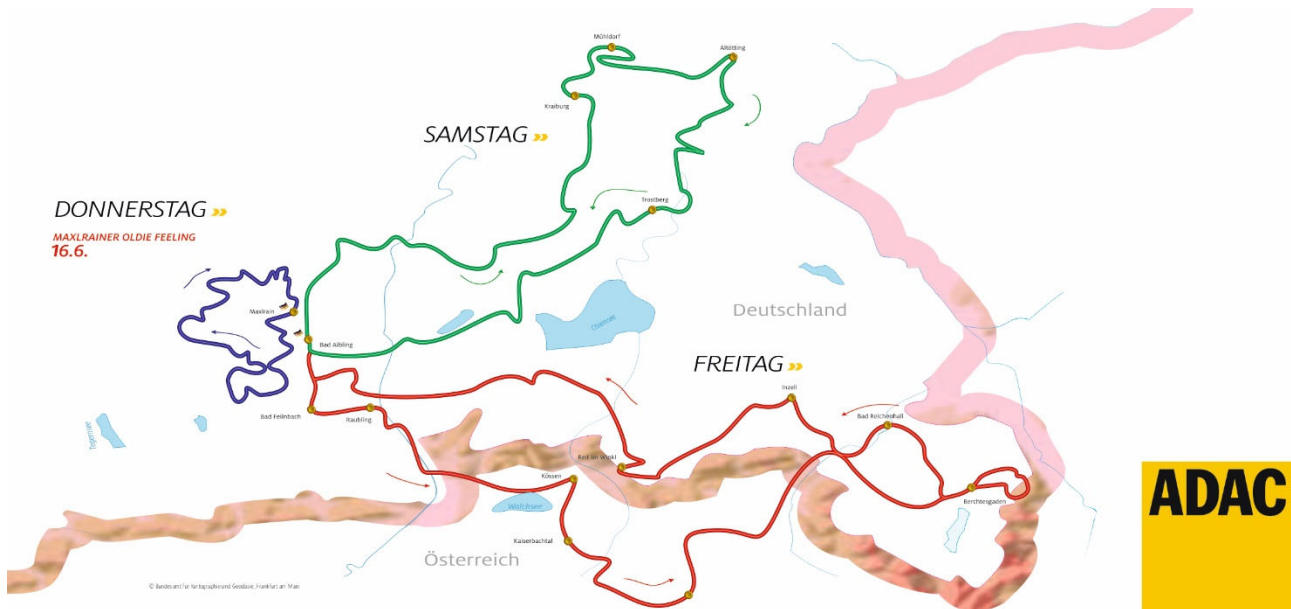 Mühldorf
Altötting
Kraiburg
SAMSTAG »
Trostberg
DONNERSTAG »
MAXLRAINER OLDIE FEELING
16.6.
Maxlrain
Bad Aibling
Chiemsee
Deutschland
FREITAG »
Inzell
Bad Reichenhall
Bad Feilnbach
Raubling
Tegernsee
Reit im Winkl
Kössen
Walchsee
Berchtesgaden
Kaiserbachtal
Österreich
© Bundesamt für Kartographie und Geodäsie, Frankfurt am Main
ADAC